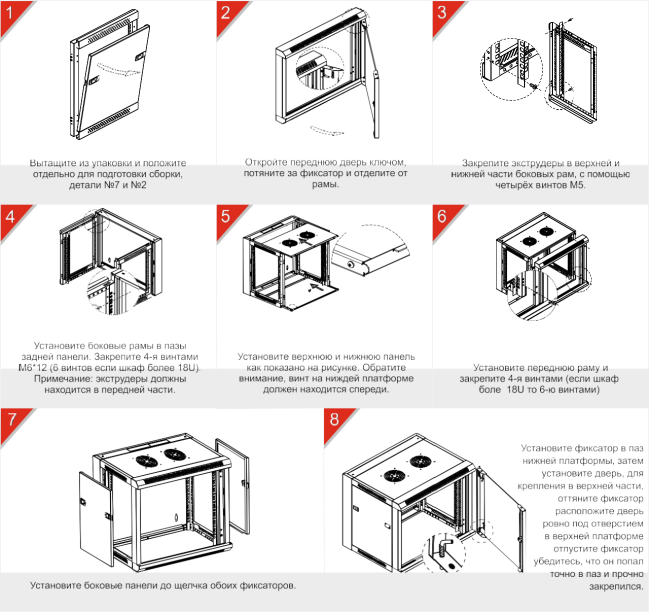 1
Вытащите из упаковки и положите
отдельно для подготовки сборки,
детали №7 и №2
2
Откройте переднюю дверь ключом,
потяните за фиксатор и отделите от
рамы.
3
Закрепите экструдеры в верхней и
нижней части боковых рам, с помощью
четырёх винтов М5.
4
Установите боковые рамы в пазы
задней панели. Закрепите 4-я винтами
М6*12 (6 винтов если шкаф более 18U).
Примечание: экструдеры должны
находится в передней части.
5
Установите верхнюю и нижнюю панель
как показано на рисунке. Обратите
внимание, винт на ниждей платформе
должен находится спереди.
6
Установите переднюю раму и
закрепите 4-я винтами (если шкаф
боле 18U то 6-ю винтами)
7
Установите боковые панели до щелчка обоих фиксаторов.
8
Установите фиксатор в паз
нижней платформы, затем
установите дверь, для
крепления в верхней части,
оттяните фиксатор
расположите дверь
ровно под отверстием
в верхней платформе
отпустите фиксатор
убедитесь, что он попал
точно в паз и прочно
закрепился.